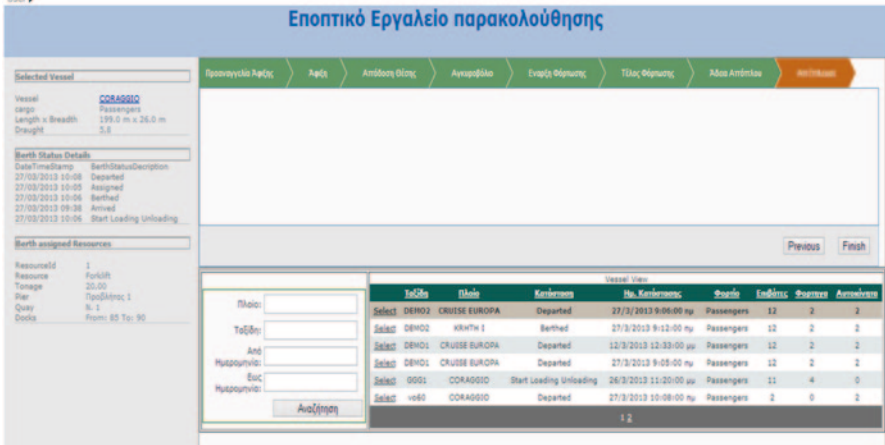 Εποπτικό Εργαλείο παρακολούθησης
Προαναγγελία Άφιξης Άφιξη Απόδοση Θέσης Αγκυροβόλιο Έναρξη Φόρτωσης Τέλος Φόρτωσης Άδεια Απόπλου
Selected Vessel
Vessel CORAGGIO
cargo Passengers
Length x Breadth 199.0 m x 26.0 m
Draught 5,6
Berth Status Details
DateTimeStamp BerthStatusDecription
27/03/2013 10:08 Departed
27/03/2013 10:05 Assigned
27/03/2013 10:06 Berthed
27/03/2013 09:38 Arrived
27/03/2013 10:06 Start Loading Unloading
Berth assigned Resources
ResourceId 1
Resource Forklift
Tonage 20,00
Pier Προβλήτας 1
Quay N. 1
Docks From: 85 To: 90
Previous Finish
Πλοίο:
Ταξίδι:
Από Ημερομηνία:
Εως Ημερομηνία:
Αναζήτηση
Vessel View
Ταξίδι Πλοίο Κατάσταση Ημ. Κατάστασης Φορτίο Επιβάτες Φορτηγα Αυτοκίνητα
Select DEMO2 CRUISE EUROPA Departed 27/3/2013 9:06:00 πμ Passengers 12 2 2
Select DEMO2 KRHTH I Berthed 27/3/2013 9:12:00 πμ Passengers 12 2 2
Select DEMO1 CRUISE EUROPA Departed 12/3/2013 12:33:00 μμ Passengers 12 2 2
Select DEMO1 CRUISE EUROPA Departed 27/3/2013 9:05:00 πμ Passengers 12 2 2
Select GGG1 CORAGGIO Start Loading Unloading 26/3/2013 11:20:00 μμ Passengers 11 4 0
Select vo60 CORAGGIO Departed 27/3/2013 10:08:00 πμ Passengers 2 0 2
1 2